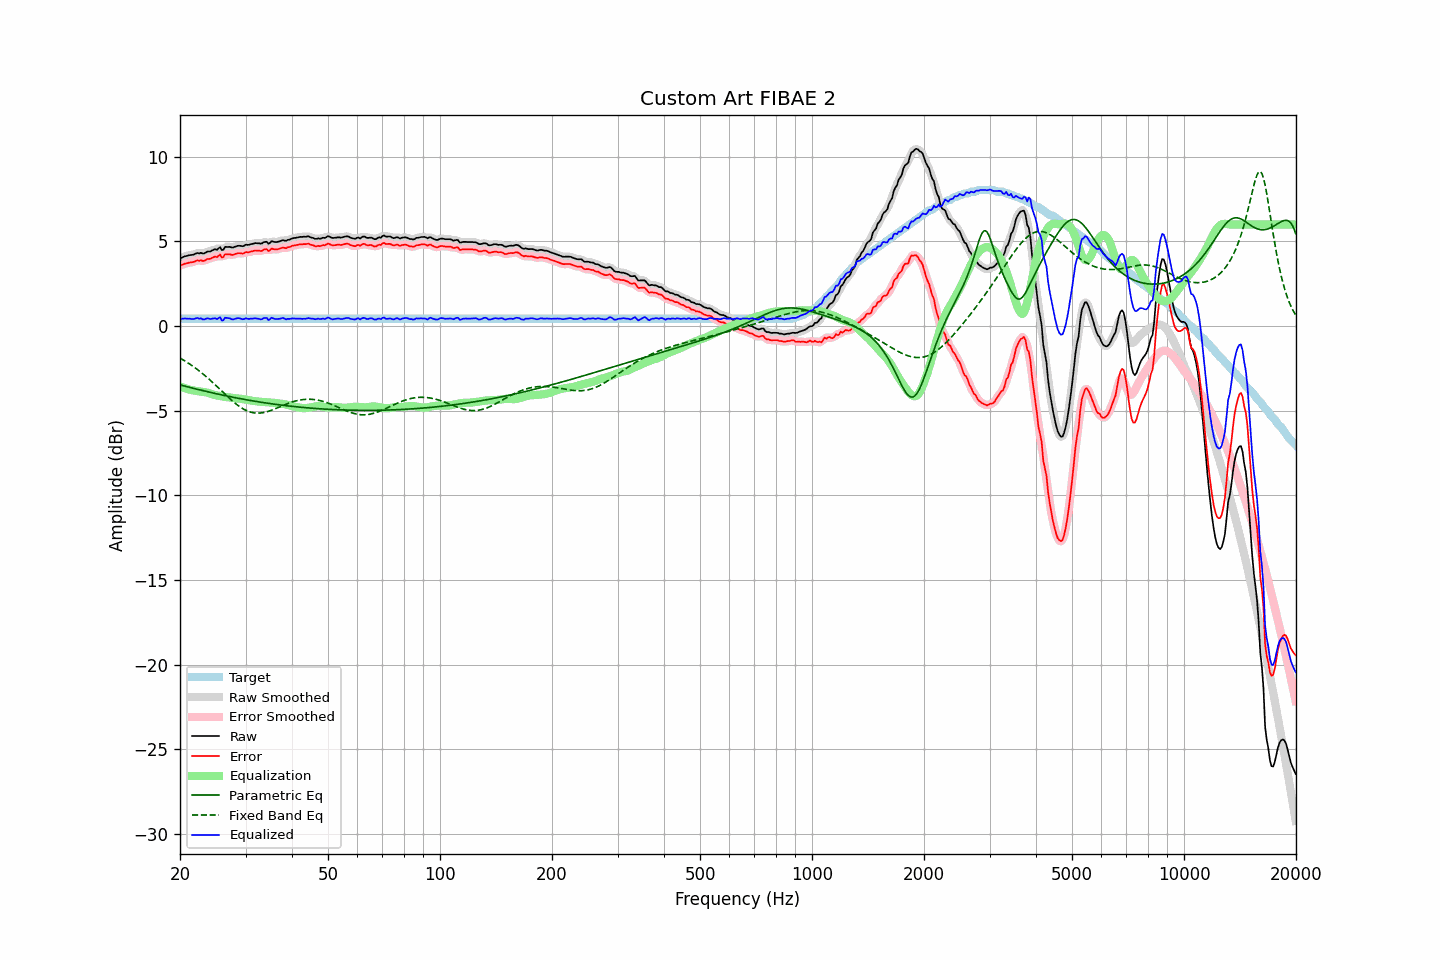 Custom Art FIBAE 2
10
5
0
−5
−10
−15
−20
−25
−30
Amplitude (dBr)
Target
Raw Smoothed
Error Smoothed
Raw
Error
Equalization
Parametric Eq
Fixed Band Eq
Equalized
20 50 100 200 500 1000 2000 5000 10000 20000
Frequency (Hz)